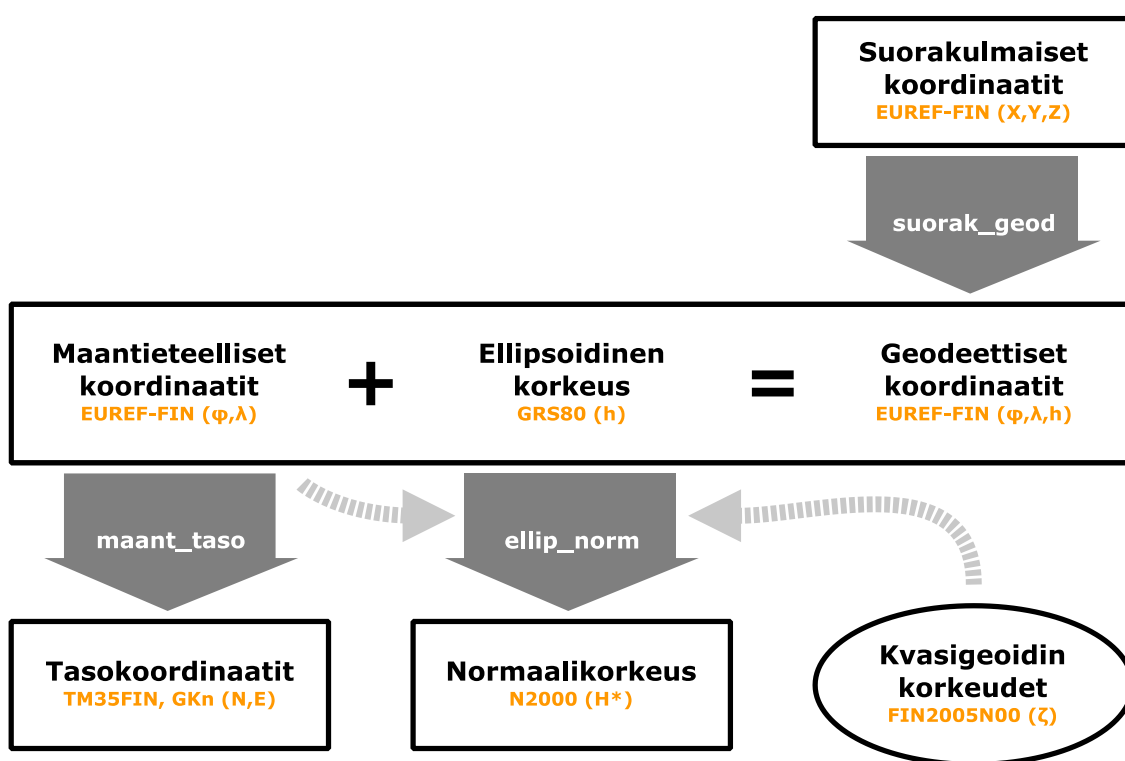 Suorakulmaiset
koordinaatit
EUREF-FIN (X,Y,Z)
suorak_geod
Maantieteelliset
koordinaatit
EUREF-FIN (φ,λ)
+
Ellipsoidinen
korkeus
GRS80 (h)
=
Geodeettiset
koordinaatit
EUREF-FIN (φ,λ,h)
maant_taso
ellip_norm
Tasokoordinaatit
TM35FIN, GKn (N,E)
Normaalikorkeus
N2000 (H*)
Kvasigeoidin
korkeudet
FIN2005N00 (ζ)